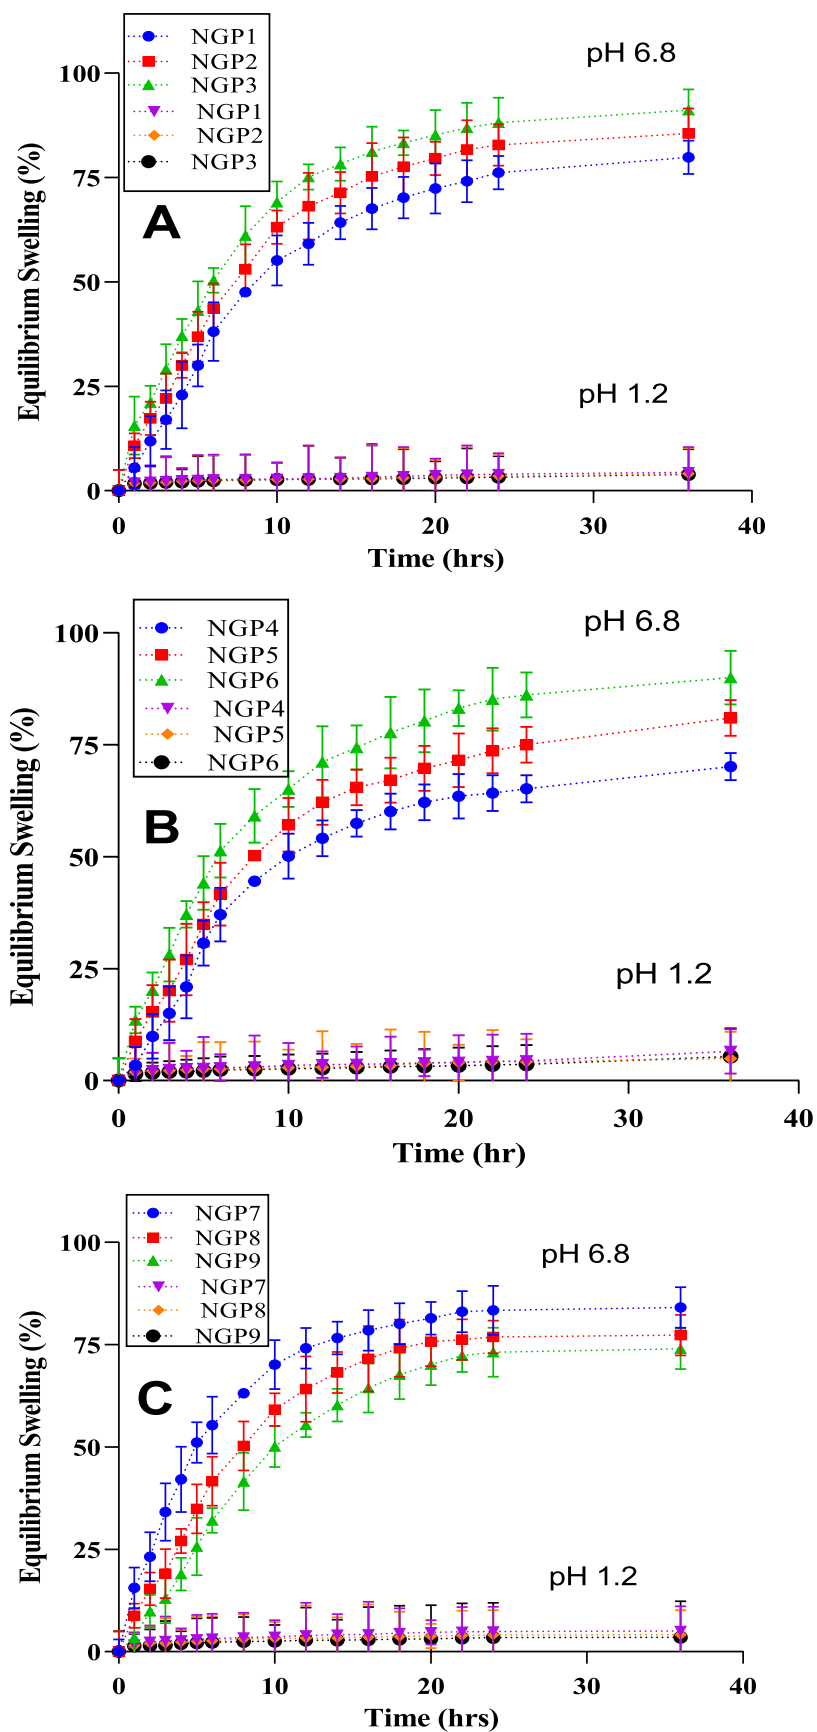 NGP1
NGP2
NGP3
NGP1
NGP2
NGP3
pH 6.8
A
pH 1.2
Equilibrium Swelling (%)
100
75
50
25
0
0 10 20 30 40
Time (hrs)
NGP4
NGP5
NGP6
NGP4
NGP5
NGP6
pH 6.8
B
pH 1.2
Equilibrium Swelling (%)
100
75
50
25
0
0 10 20 30 40
Time (hr)
NGP7
NGP8
NGP9
NGP7
NGP8
NGP9
pH 6.8
C
pH 1.2
Equilibrium Swelling (%)
100
75
50
25
0
0 10 20 30 40
Time (hrs)